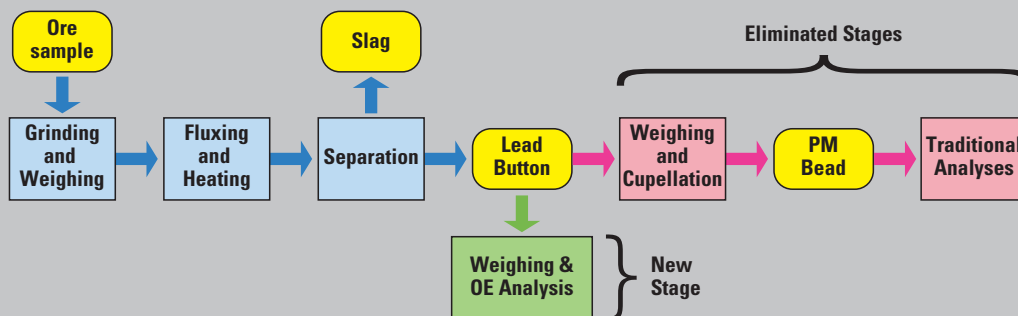 Ore
sample
Slag
Eliminated Stages
Grinding
and
Weighing
Fluxing
and
Heating
Separation
Lead
Button
Weighing
and
Cupellation
PM
Bead
Traditional
Analyses
Weighing &
OE Analysis
New
Stage